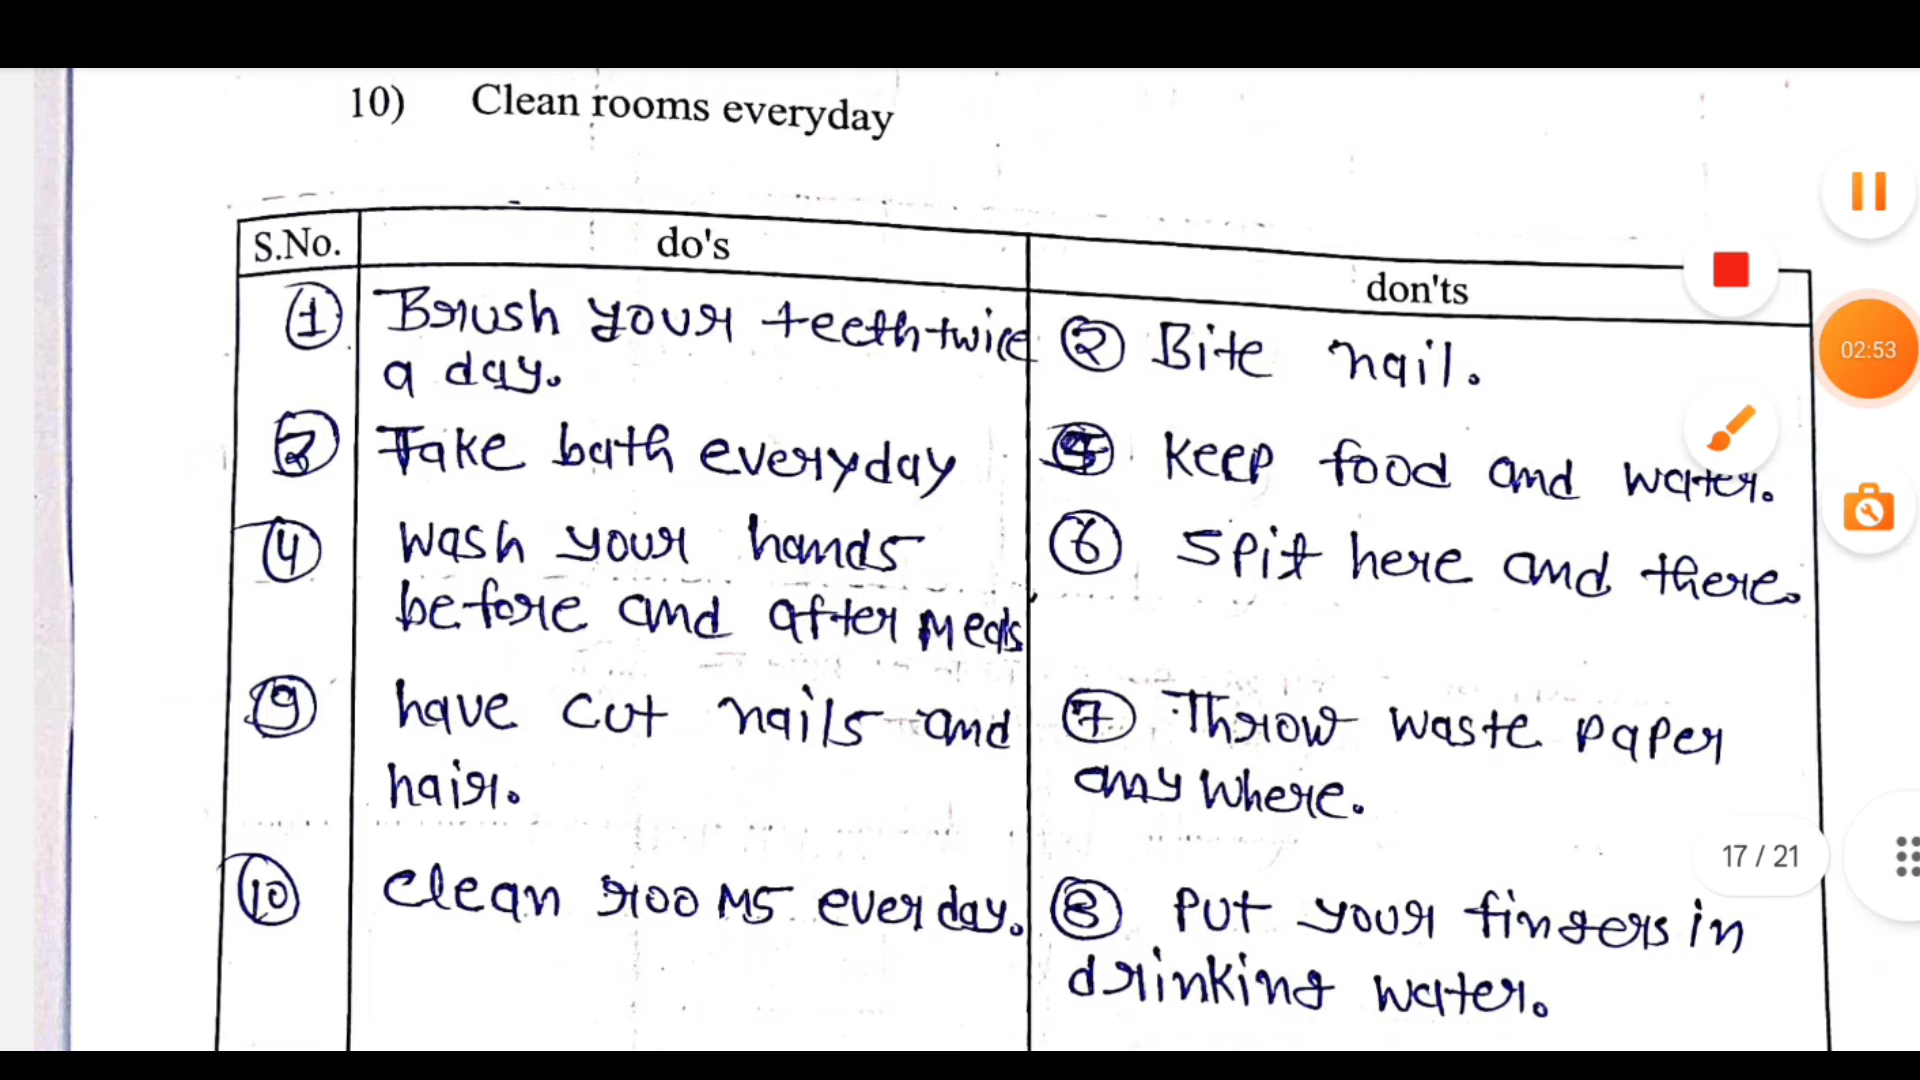 10) Clean rooms everyday
S.No. do's don'ts
① Brush your teeth twice ② Bite nail.
a day.
③ Take bath everyday ⑤ Keep food and water.
④ Wash your hands ⑥ Spit here and there.
before and after Meals
⑨ have cut nails and ⑦ Throw waste paper
hair. any where.
⑩ Clean rooms everday. ⑧ Put your fingers in
drinking water.
02:53
17 / 21